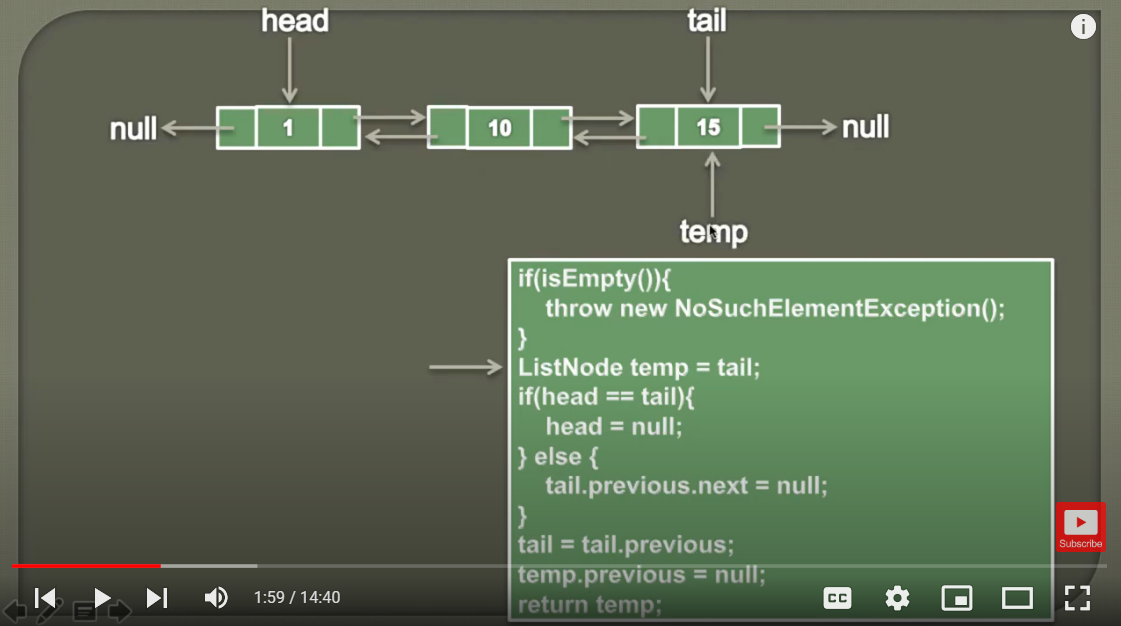 head
tail
null
1
10
15
null
temp
if(isEmpty()){
throw new NoSuchElementException();
}
ListNode temp = tail;
if(head == tail){
head = null;
} else {
tail.previous.next = null;
}
tail = tail.previous;
temp.previous = null;
return temp;
Subscribe
1:59 / 14:40
CC
i